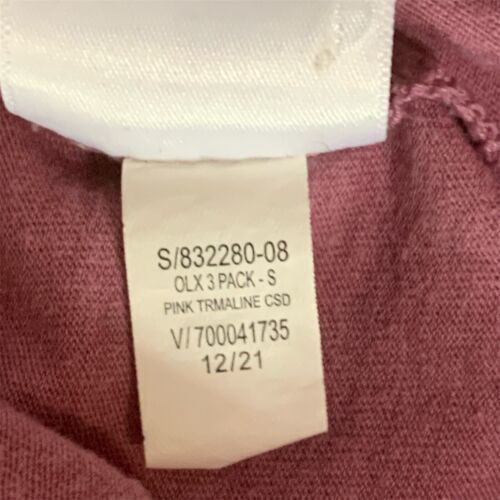 S/832280-08
OLX 3 PACK - S
PINK TRMALINE CSD
V/700041735
12/21